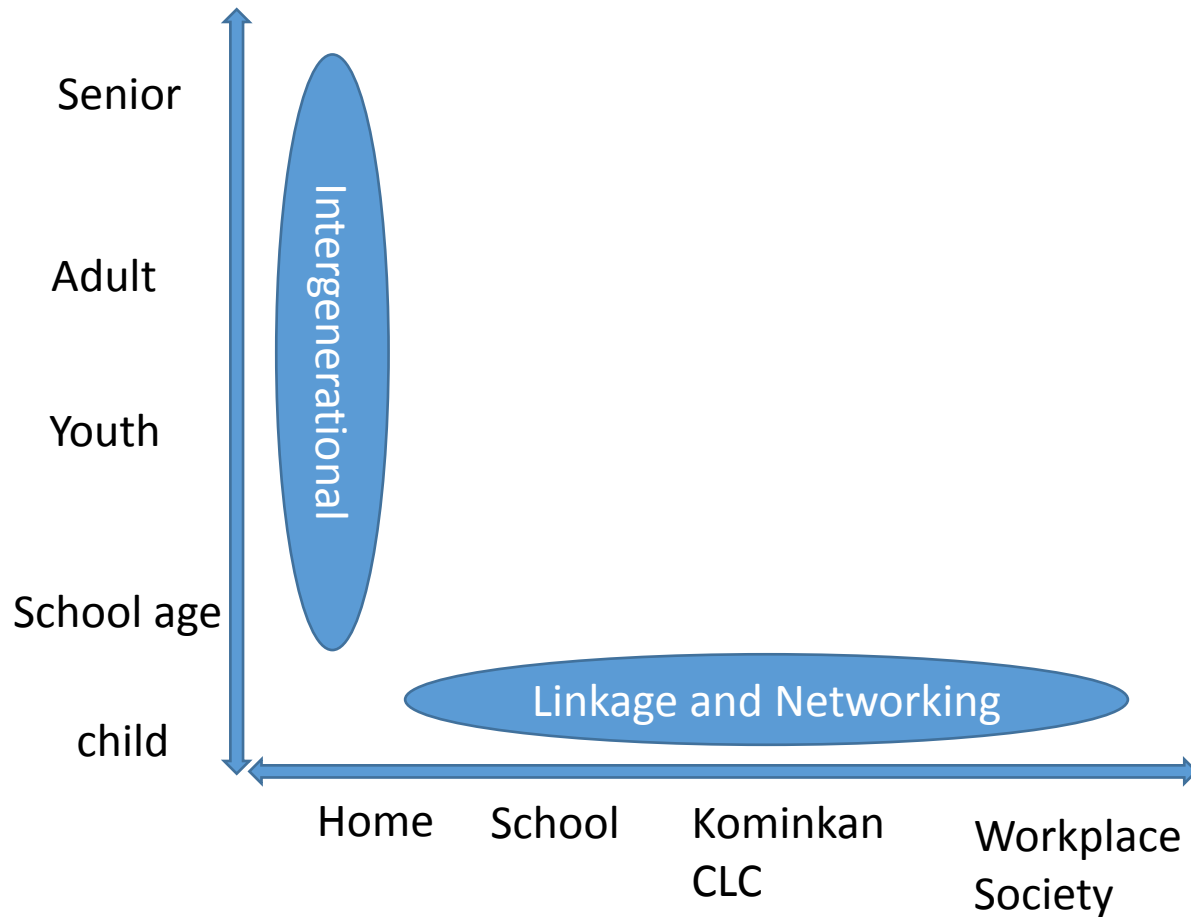 Senior
Intergenerational
Adult
Youth
School age
Linkage and Networking
child
Home
School
Kominkan
CLC
Workplace
Society